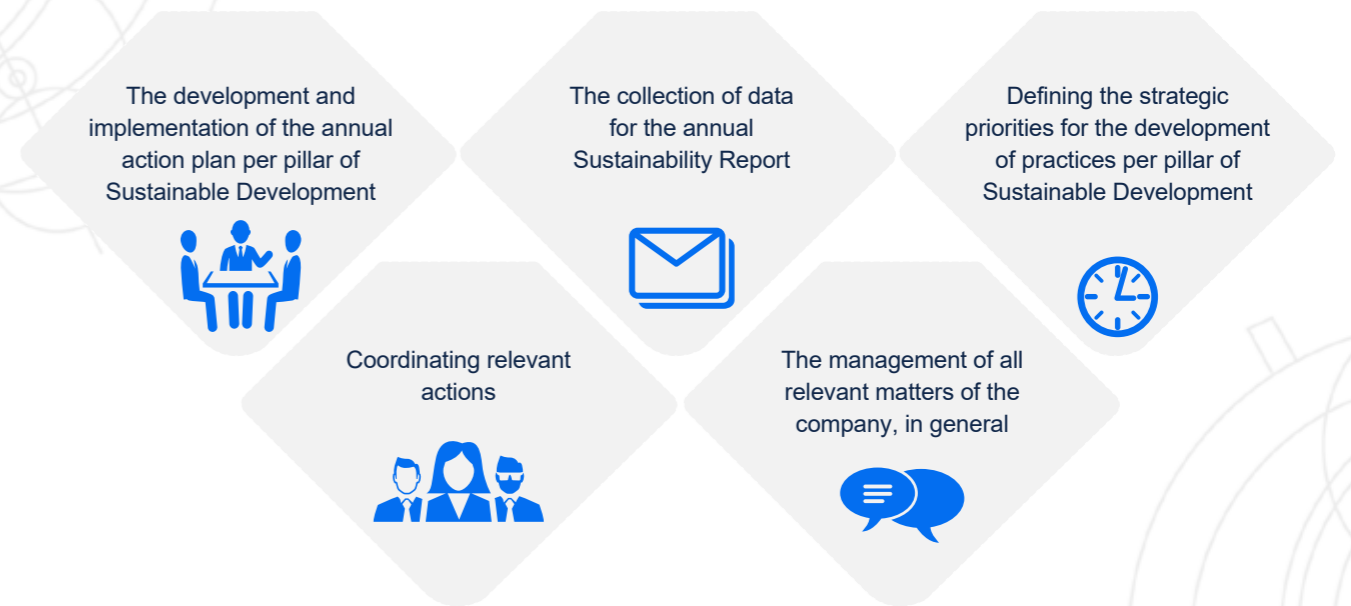 The development and
implementation of the annual
action plan per pillar of
Sustainable Development
The collection of data
for the annual
Sustainability Report
Defining the strategic
priorities for the development
of practices per pillar of
Sustainable Development
Coordinating relevant
actions
The management of all
relevant matters of the
company, in general